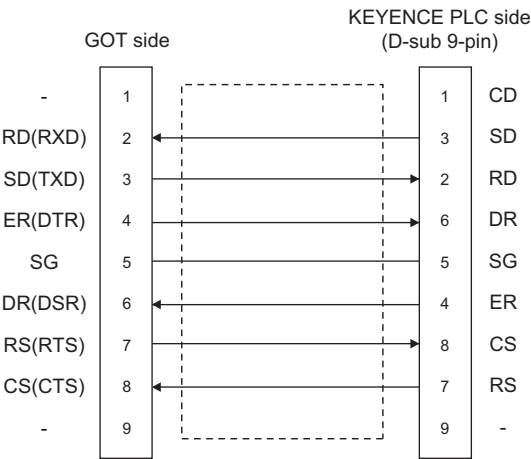 KEYENCE PLC side
GOT side (D-sub 9-pin)
- 1 1 CD
RD(RXD) 2 3 SD
SD(TXD) 3 2 RD
ER(DTR) 4 6 DR
SG 5 5 SG
DR(DSR) 6 4 ER
RS(RTS) 7 8 CS
CS(CTS) 8 7 RS
- 9 9 -